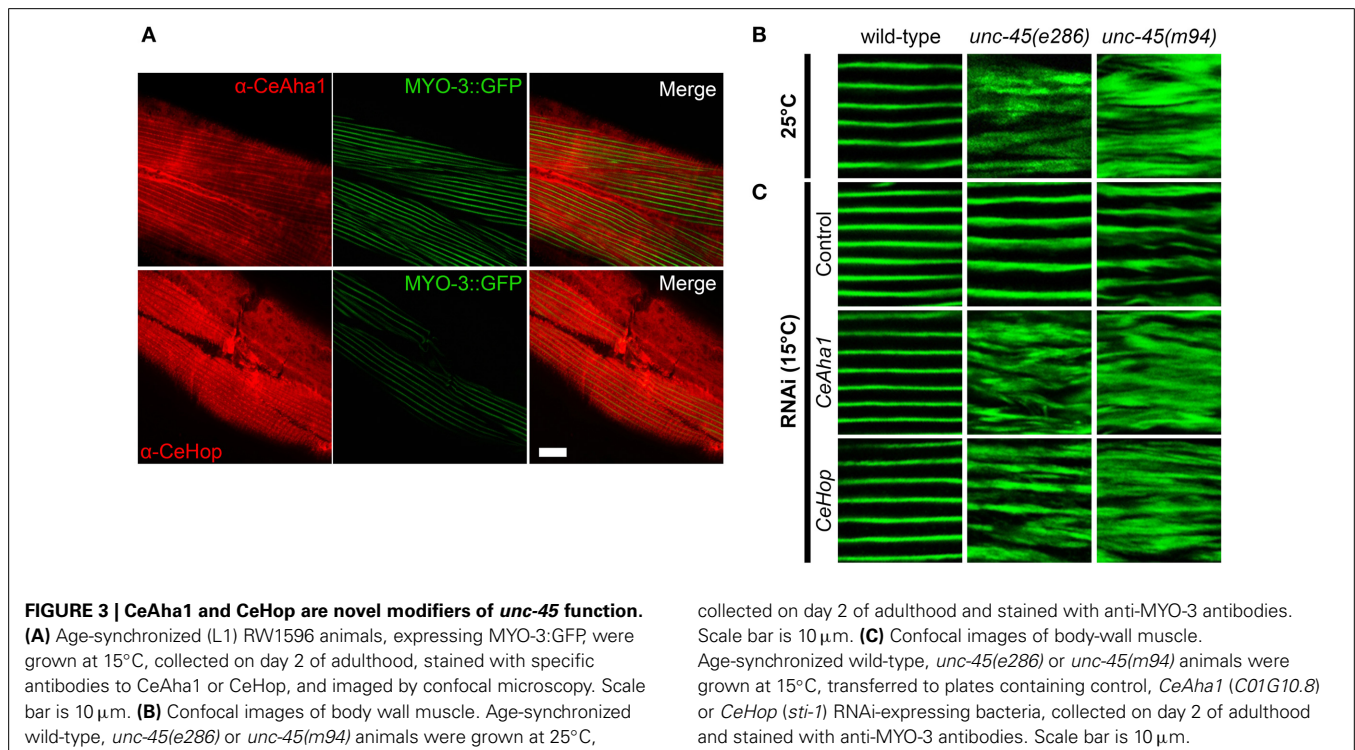 A
α-CeAha1
MYO-3::GFP
Merge
α-CeHop
MYO-3::GFP
Merge
B
wild-type
unc-45(e286)
unc-45(m94)
25°C
C
RNAi (15°C)
Control
CeAha1
CeHop
FIGURE 3 | CeAha1 and CeHop are novel modifiers of unc-45 function.
(A) Age-synchronized (L1) RW1596 animals, expressing MYO-3:GFP, were
grown at 15°C, collected on day 2 of adulthood, stained with specific
antibodies to CeAha1 or CeHop, and imaged by confocal microscopy. Scale
bar is 10 μm. (B) Confocal images of body wall muscle. Age-synchronized
wild-type, unc-45(e286) or unc-45(m94) animals were grown at 25°C,
collected on day 2 of adulthood and stained with anti-MYO-3 antibodies.
Scale bar is 10 μm. (C) Confocal images of body-wall muscle.
Age-synchronized wild-type, unc-45(e286) or unc-45(m94) animals were
grown at 15°C, transferred to plates containing control, CeAha1 (C01G10.8)
or CeHop (sti-1) RNAi-expressing bacteria, collected on day 2 of adulthood
and stained with anti-MYO-3 antibodies. Scale bar is 10 μm.